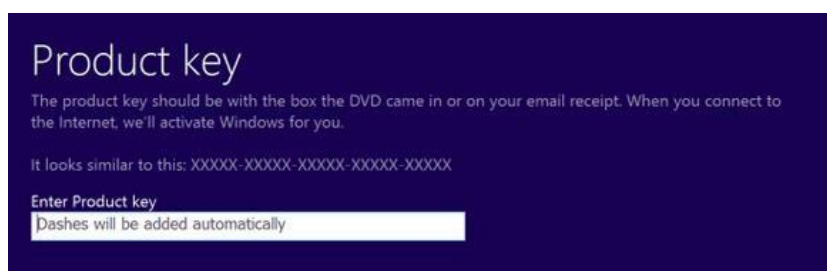 Product key
The product key should be with the box the DVD came in or on your email receipt. When you connect to
the Internet, we'll activate Windows for you.
It looks similar to this: XXXXX-XXXXX-XXXXX-XXXXX-XXXXX
Enter Product key
Dashes will be added automatically